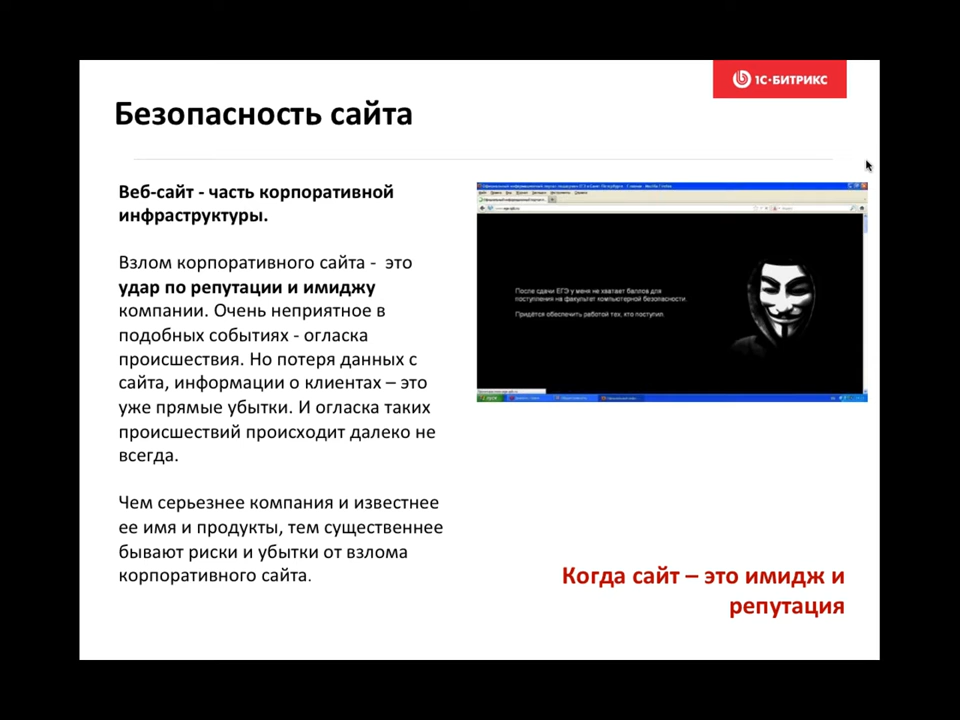 1С-БИТРИКС
Безопасность сайта
Веб-сайт - часть корпоративной
инфраструктуры.
Взлом корпоративного сайта - это
удар по репутации и имиджу
компании. Очень неприятное в
подобных событиях - огласка
происшествия. Но потеря данных с
сайта, информации о клиентах – это
уже прямые убытки. И огласка таких
происшествий происходит далеко не
всегда.
Чем серьезнее компания и известнее
ее имя и продукты, тем существеннее
бывают риски и убытки от взлома
корпоративного сайта.
После сдачи ЕГЭ у меня не хватает баллов для
поступления на факультет компьютерной безопасности.
Придётся обеспечить работой тех, кто поступил.
Когда сайт – это имидж и
репутация